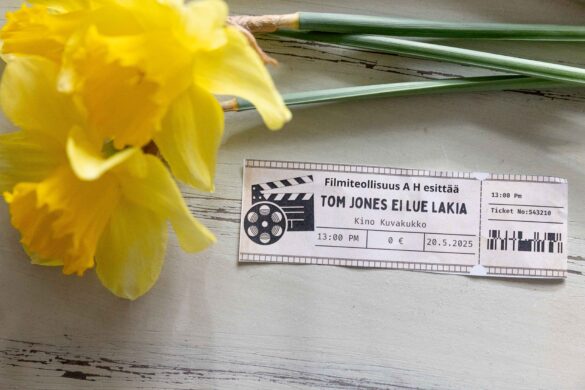 Filmiteollisuus A H esittää
TOM JONES EI LUE LAKIA
Kino Kuvakukko
13:00 PM
0 €
20.5.2025
13:00 Pm
Ticket No:543210